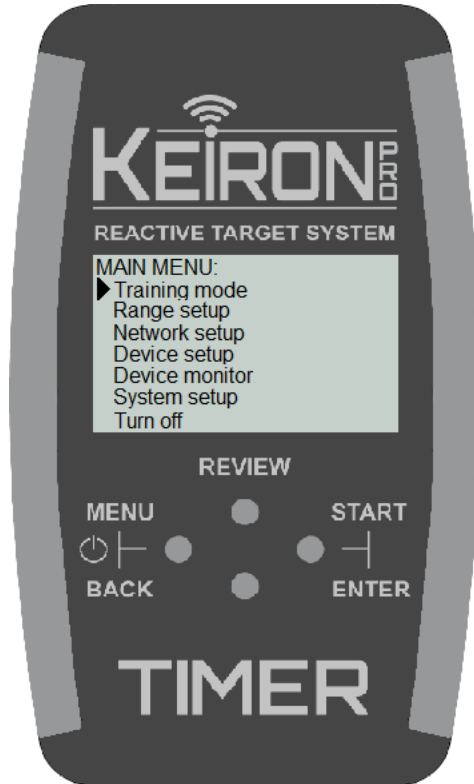 KEIRON PRO
REACTIVE TARGET SYSTEM
MAIN MENU:
Training mode
Range setup
Network setup
Device setup
Device monitor
System setup
Turn off
REVIEW
MENU START
BACK ENTER
TIMER